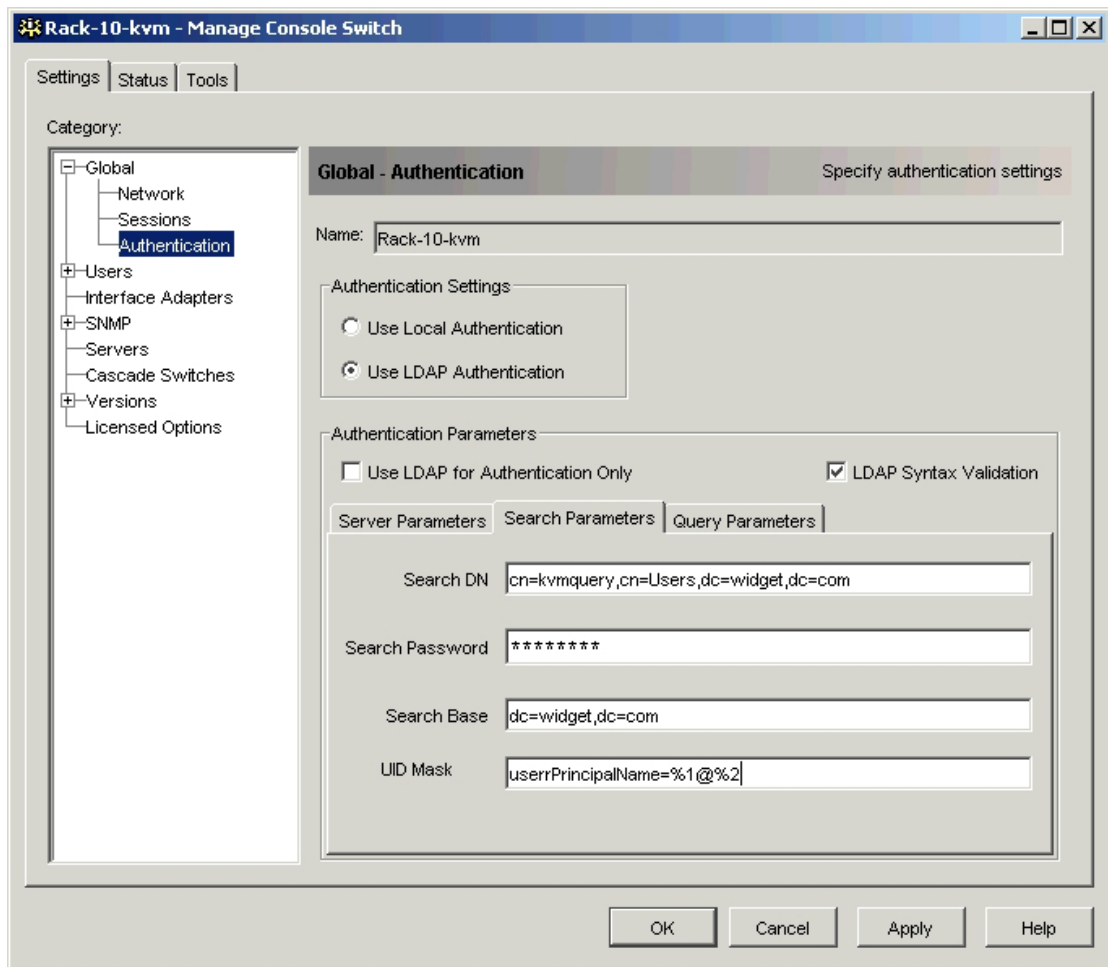 Rack-10-kvm - Manage Console Switch
Settings Status Tools
Category:
Global
Network
Sessions
Authentication
Users
Interface Adapters
SNMP
Servers
Cascade Switches
Versions
Licensed Options
Global - Authentication Specify authentication settings
Name: Rack-10-kvm
Authentication Settings
Use Local Authentication
Use LDAP Authentication
Authentication Parameters
Use LDAP for Authentication Only LDAP Syntax Validation
Server Parameters Search Parameters Query Parameters
Search DN cn=kvmquery,cn=Users,dc=widget,dc=com
Search Password ********
Search Base dc=widget,dc=com
UID Mask userrPrincipalName=%1@%2
OK Cancel Apply Help